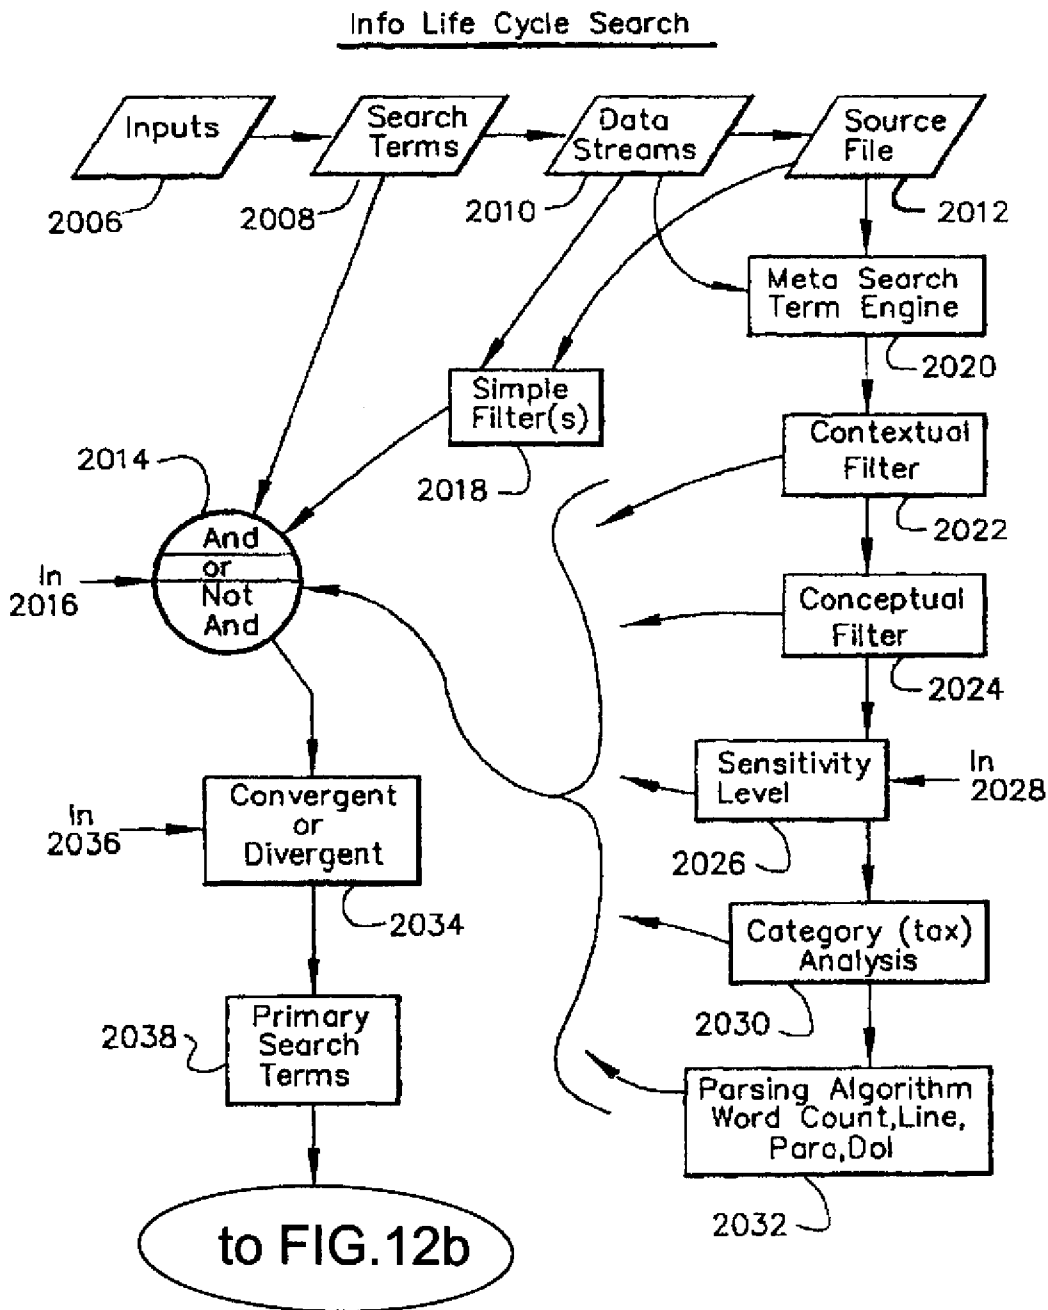 Info Life Cycle Search
Inputs
2006
Search
Terms
2008
Data
Streams
2010
Source
File
2012
Meta Search
Term Engine
2020
Simple
Filter(s)
2018
Contextual
Filter
2022
2014
And
or
Not
And
In
2016
Conceptual
Filter
2024
Sensitivity
Level
2026
In
2028
Convergent
or
Divergent
2034
In
2036
Category (tax)
Analysis
2030
Primary
Search
Terms
2038
Parsing Algorithm
Word Count,Line,
Para,Dol
2032
to FIG.12b